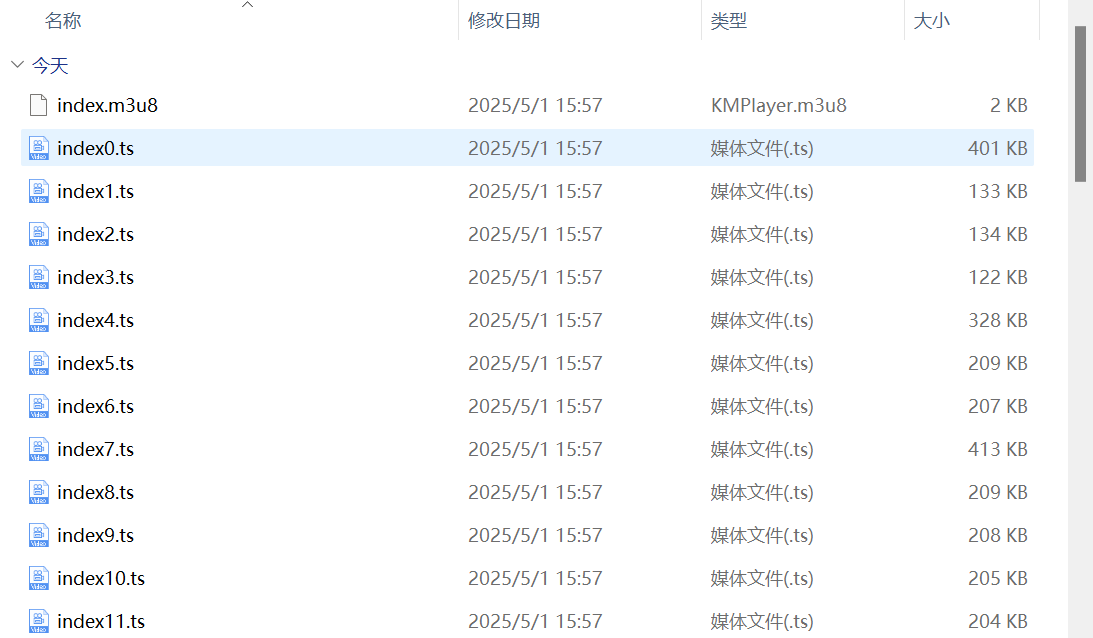 名称 修改日期 类型 大小
今天
index.m3u8 2025/5/1 15:57 KMPlayer.m3u8 2 KB
index0.ts 2025/5/1 15:57 媒体文件(.ts) 401 KB
index1.ts 2025/5/1 15:57 媒体文件(.ts) 133 KB
index2.ts 2025/5/1 15:57 媒体文件(.ts) 134 KB
index3.ts 2025/5/1 15:57 媒体文件(.ts) 122 KB
index4.ts 2025/5/1 15:57 媒体文件(.ts) 328 KB
index5.ts 2025/5/1 15:57 媒体文件(.ts) 209 KB
index6.ts 2025/5/1 15:57 媒体文件(.ts) 207 KB
index7.ts 2025/5/1 15:57 媒体文件(.ts) 413 KB
index8.ts 2025/5/1 15:57 媒体文件(.ts) 209 KB
index9.ts 2025/5/1 15:57 媒体文件(.ts) 208 KB
index10.ts 2025/5/1 15:57 媒体文件(.ts) 205 KB
index11.ts 2025/5/1 15:57 媒体文件(.ts) 204 KB